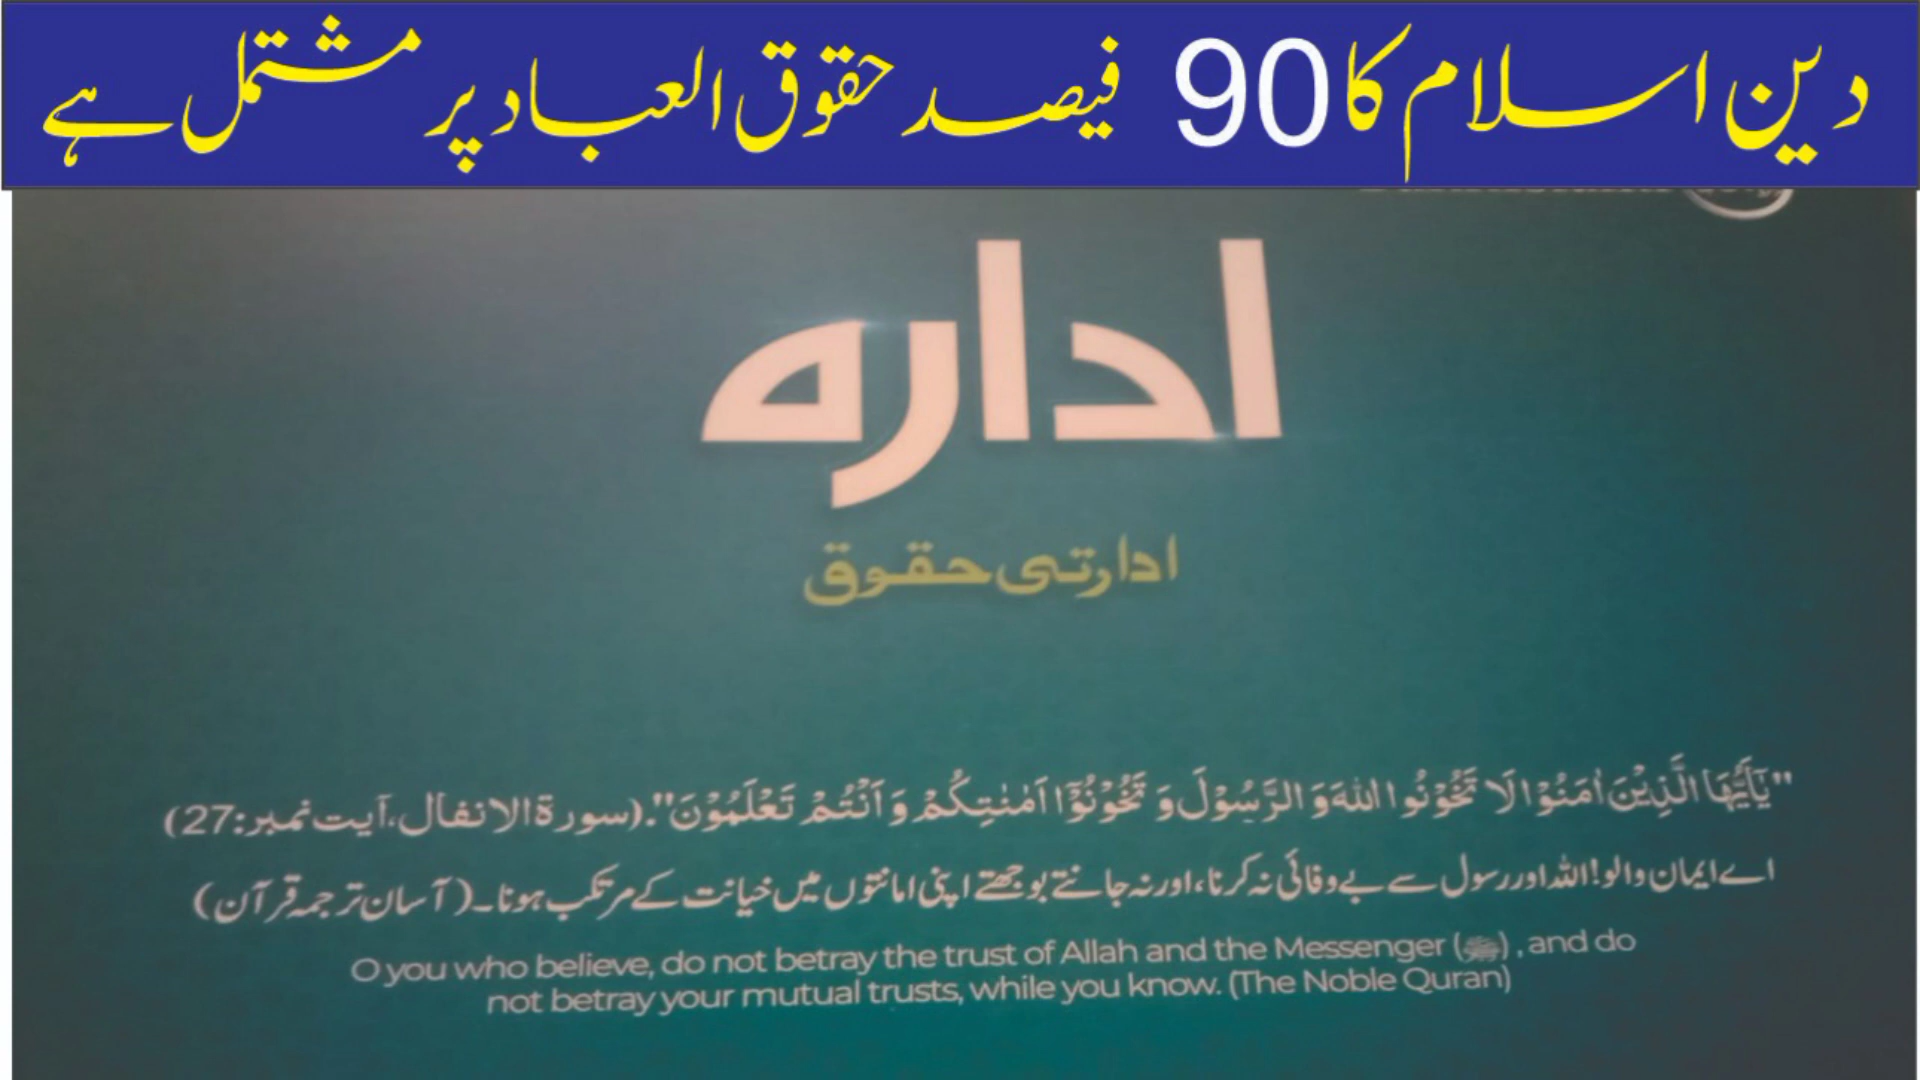 دین اسلام کا 90 فیصد حقوق العباد پر مشتمل ہے
ادارہ
ادارتی حقوق
"یٰۤاَیُّهَا الَّذِیْنَ اٰمَنُوْا لَا تَخُوْنُوا اللّٰهَ وَ الرَّسُوْلَ وَ تَخُوْنُوْۤا اَمٰنٰتِكُمْ وَ اَنْتُمْ تَعْلَمُوْنَ". (سورۃ الانفال، آیت نمبر:27)
اے ایمان والو! اللہ اور رسول سے بے وفائی نہ کرنا، اور نہ جانتے بوجھتے اپنی امانتوں میں خیانت کے مرتکب ہونا۔ (آسان ترجمہ قرآن)
O you who believe, do not betray the trust of Allah and the Messenger (ﷺ), and do
not betray your mutual trusts, while you know. (The Noble Quran)